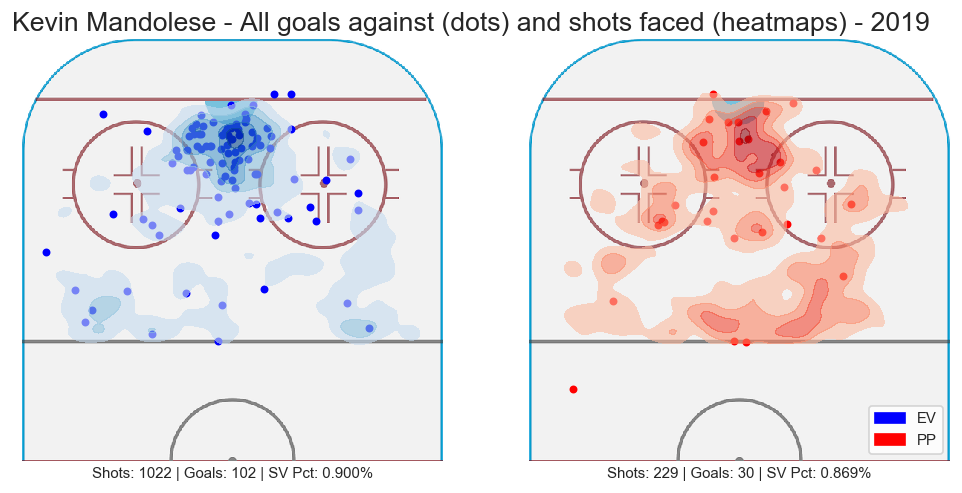 Kevin Mandolese - All goals against (dots) and shots faced (heatmaps) - 2019
EV
PP
Shots: 1022 | Goals: 102 | SV Pct: 0.900%
Shots: 229 | Goals: 30 | SV Pct: 0.869%